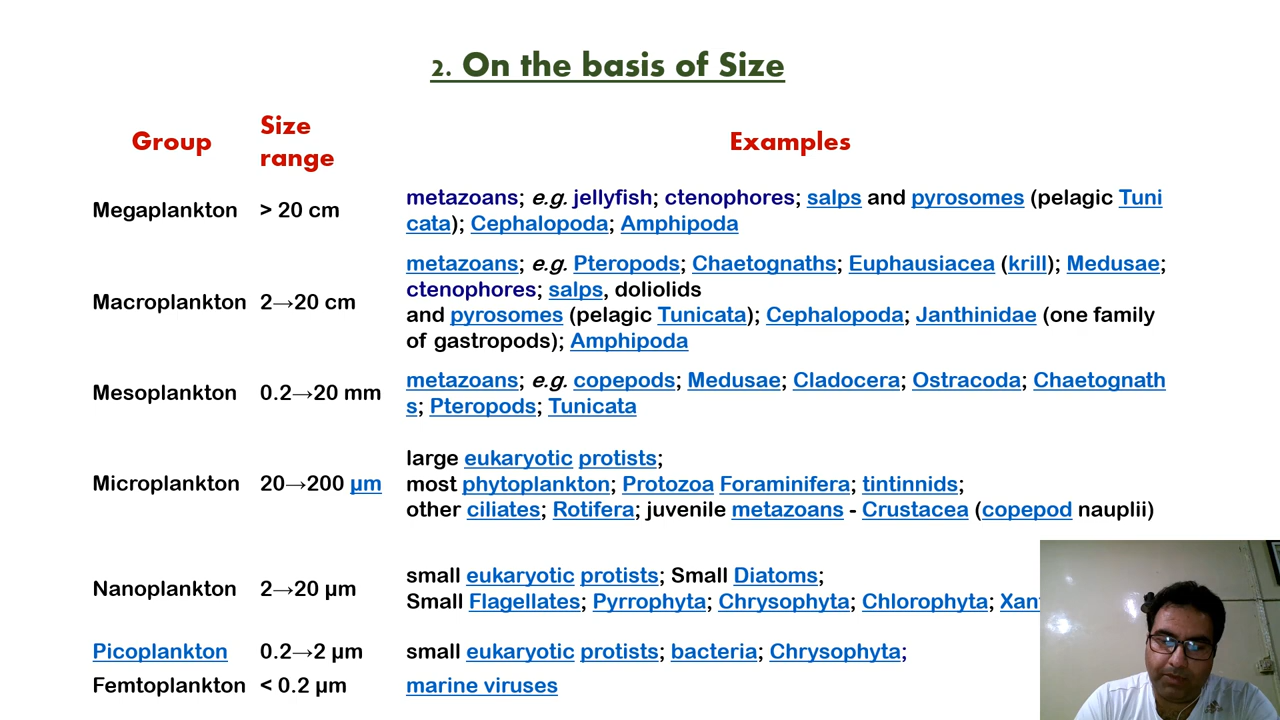 2. On the basis of Size
Group
Size
range
Examples
Megaplankton
> 20 cm
metazoans; e.g. jellyfish; ctenophores; salps and pyrosomes (pelagic Tuni
cata); Cephalopoda; Amphipoda
Macroplankton
2→20 cm
metazoans; e.g. Pteropods; Chaetognaths; Euphausiacea (krill); Medusae;
ctenophores; salps, doliolids
and pyrosomes (pelagic Tunicata); Cephalopoda; Janthinidae (one family
of gastropods); Amphipoda
Mesoplankton
0.2→20 mm
metazoans; e.g. copepods; Medusae; Cladocera; Ostracoda; Chaetognath
s; Pteropods; Tunicata
Microplankton
20→200 µm
large eukaryotic protists;
most phytoplankton; Protozoa Foraminifera; tintinnids;
other ciliates; Rotifera; juvenile metazoans - Crustacea (copepod nauplii)
Nanoplankton
2→20 µm
small eukaryotic protists; Small Diatoms;
Small Flagellates; Pyrrophyta; Chrysophyta; Chlorophyta;
Picoplankton
0.2→2 µm
small eukaryotic protists; bacteria; Chrysophyta;
Femtoplankton
< 0.2 µm
marine viruses